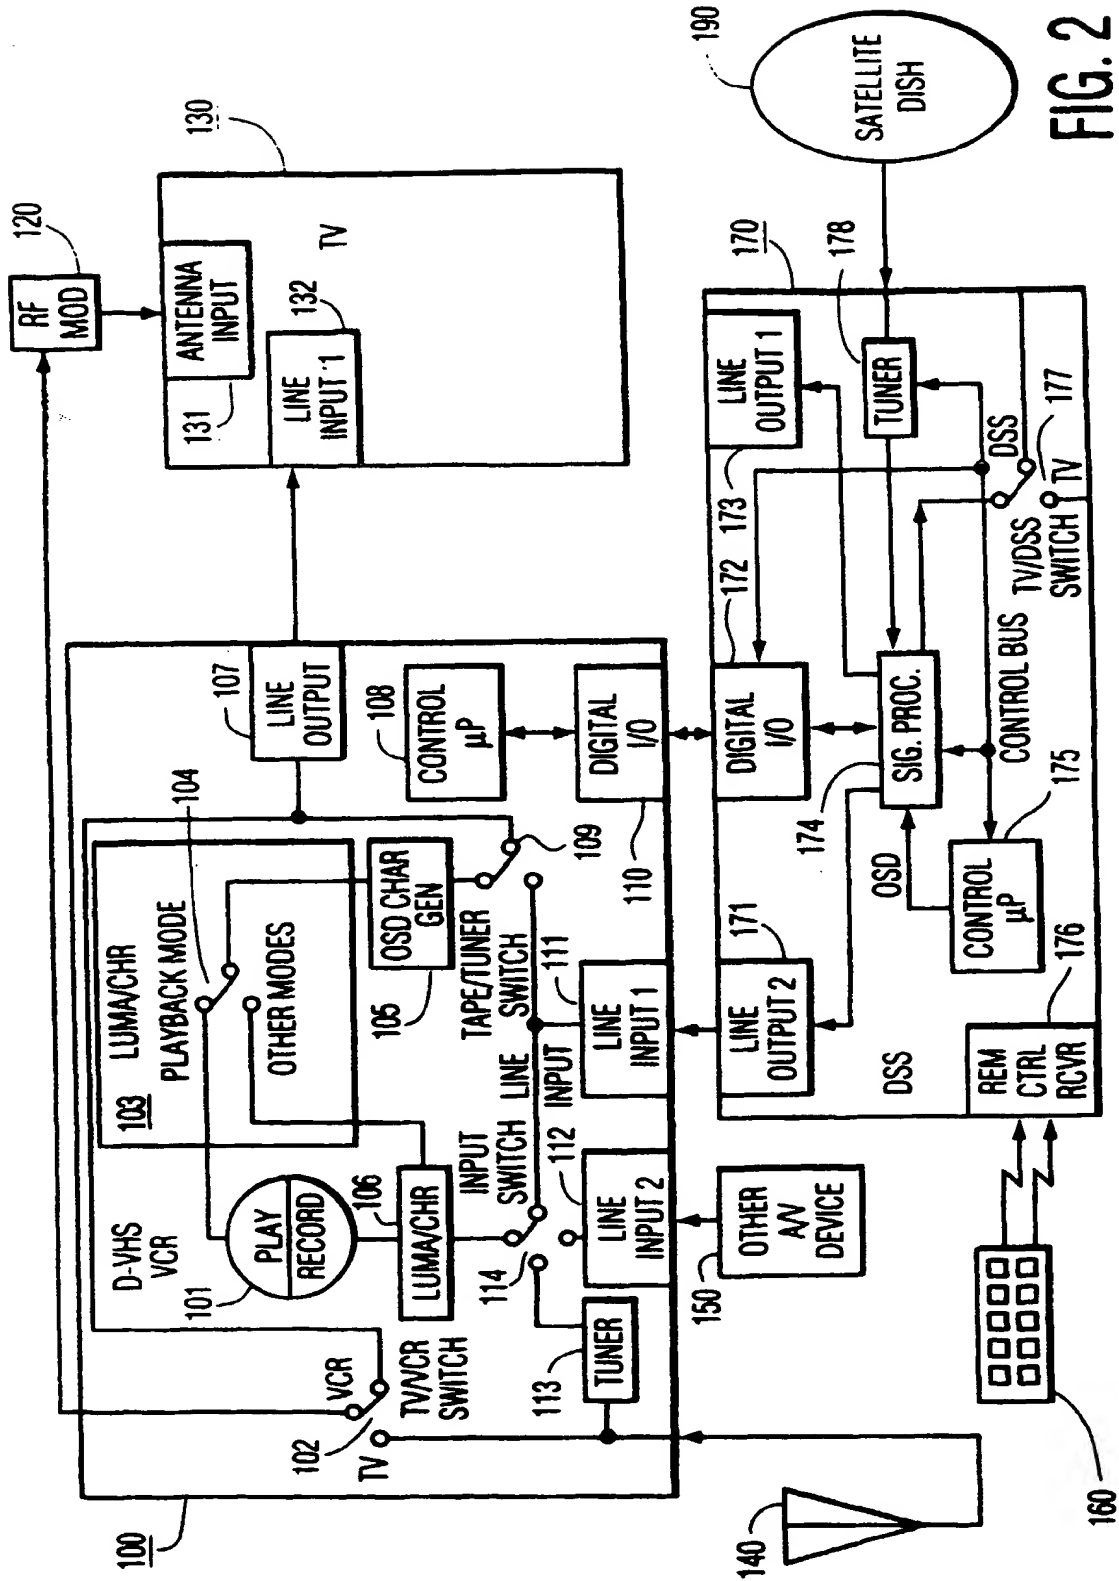 FIG. 2
100
D-VHS
VCR
101
PLAY
RECORD
102
VCR
TV
TV/VCR
SWITCH
103
LUMA/CHR
PLAYBACK MODE
104
OTHER MODES
105
OSD CHAR
GEN
106
LUMA/CHR
107
LINE
OUTPUT
108
CONTROL
µP
TAPE/TUNER
SWITCH
109
110
DIGITAL
I/O
LINE
INPUT
111
LINE
INPUT 1
112
LINE
INPUT 2
113
TUNER
INPUT
SWITCH
114
120
RF
MOD
130
TV
ANTENNA
INPUT
131
LINE
INPUT 1
132
140
150
OTHER
A/V
DEVICE
160
170
DSS
171
LINE
OUTPUT 2
172
DIGITAL
I/O
173
LINE
OUTPUT 1
174
SIG. PROC.
OSD
CONTROL BUS
175
CONTROL
µP
176
REM
CTRL
RCVR
TV/DSS
SWITCH
DSS
TV
177
178
TUNER
190
SATELLITE
DISH